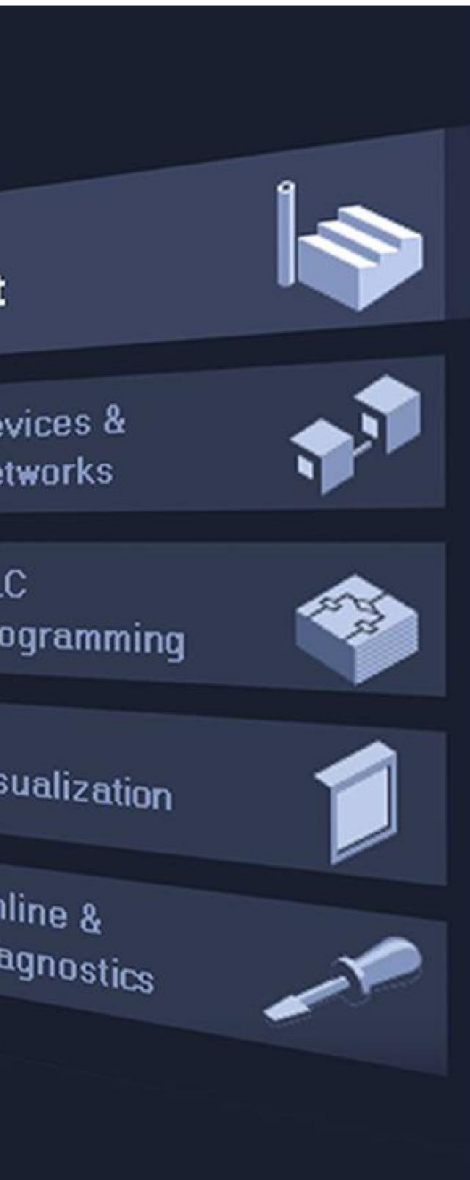 t
evices &
etworks
LC
ogramming
sualization
nline &
agnostics